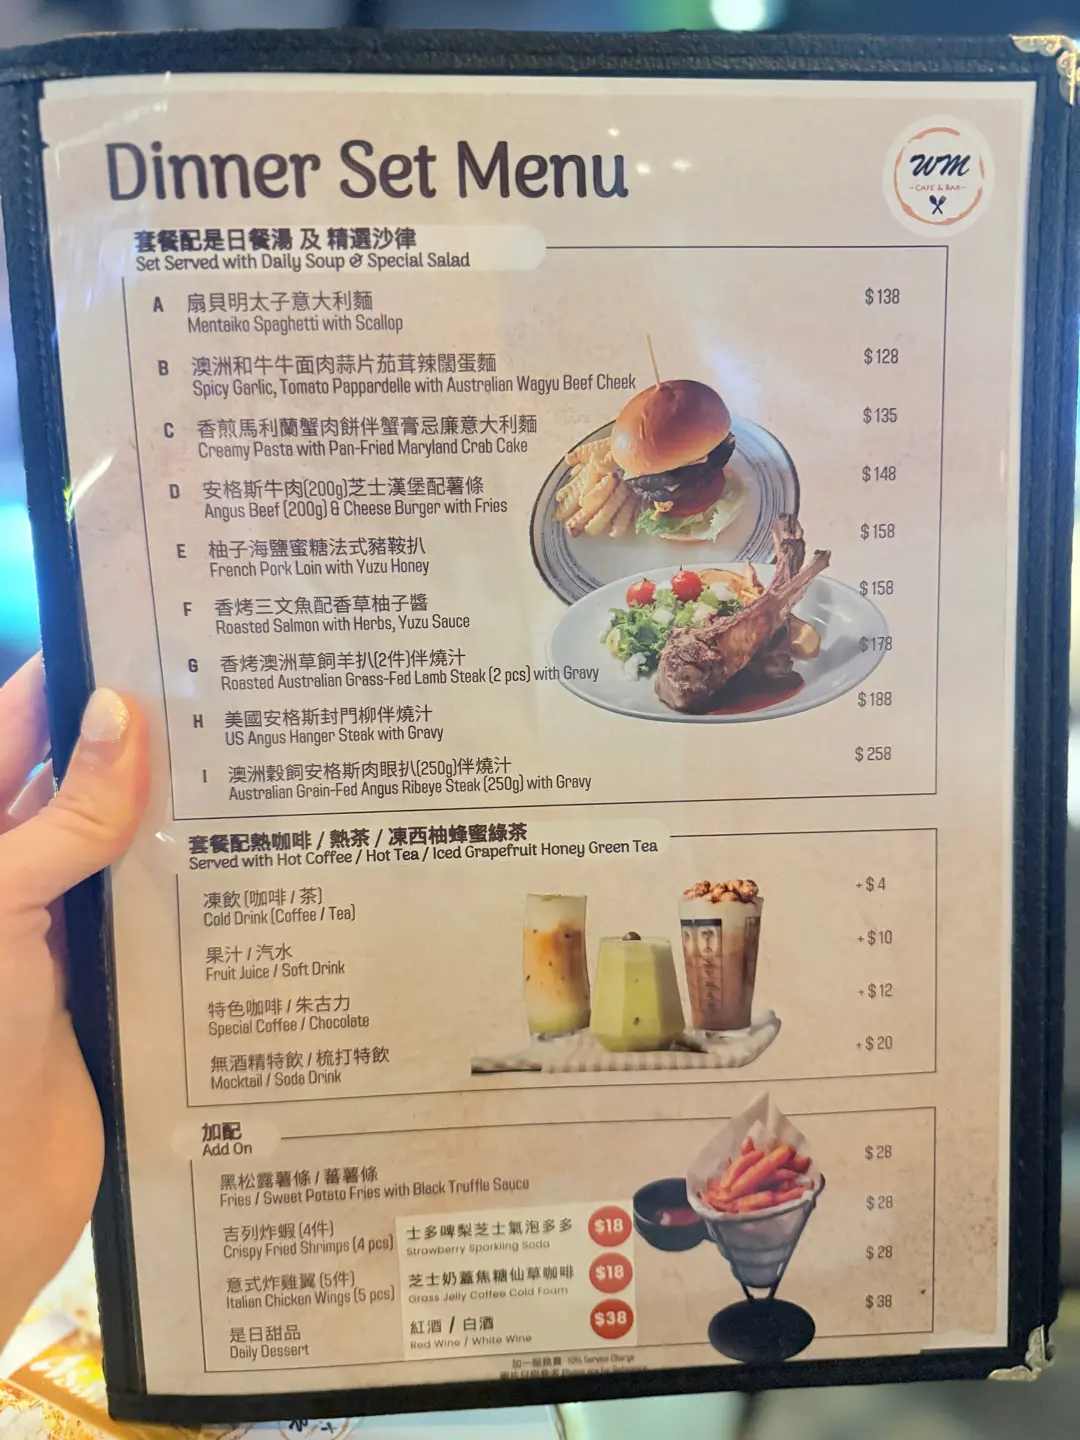 Dinner Set Menu
WM
- CAFE & BAR -
套餐配是日餐湯 及 精選沙律
Set Served with Daily Soup & Special Salad
A 扇貝明太子意大利麵 $138
Mentaiko Spaghetti with Scallop
B 澳洲和牛牛面肉蒜片茄茸辣闊蛋麵 $128
Spicy Garlic, Tomato Pappardelle with Australian Wagyu Beef Cheek
C 香煎馬利蘭蟹肉餅伴蟹膏忌廉意大利麵 $135
Creamy Pasta with Pan-Fried Maryland Crab Cake
D 安格斯牛肉(200g)芝士漢堡配薯條 $148
Angus Beef (200g) & Cheese Burger with Fries
E 柚子海鹽蜜糖法式豬鞍扒 $158
French Pork Loin with Yuzu Honey
F 香烤三文魚配香草柚子醬 $158
Roasted Salmon with Herbs, Yuzu Sauce
G 香烤澳洲草飼羊扒(2件)伴燒汁 $178
Roasted Australian Grass-Fed Lamb Steak (2 pcs) with Gravy
H 美國安格斯封門柳伴燒汁 $188
US Angus Hanger Steak with Gravy
I 澳洲穀飼安格斯肉眼扒(250g)伴燒汁 $258
Australian Grain-Fed Angus Ribeye Steak (250g) with Gravy
套餐配熱咖啡 / 熱茶 / 凍西柚蜂蜜綠茶
Served with Hot Coffee / Hot Tea / Iced Grapefruit Honey Green Tea
凍飲 (咖啡 / 茶) + $4
Cold Drink (Coffee / Tea)
果汁 / 汽水 + $10
Fruit Juice / Soft Drink
特色咖啡 / 朱古力 + $12
Special Coffee / Chocolate
無酒精特飲 / 梳打特飲 + $20
Mocktail / Soda Drink
加配
Add On
黑松露薯條 / 蕃薯條 $28
Fries / Sweet Potato Fries with Black Truffle Sauce
吉列炸蝦 (4件) $28
Crispy Fried Shrimps (4 pcs)
意式炸雞翼 (5件) $28
Italian Chicken Wings (5 pcs)
是日甜品 $38
Daily Dessert
士多啤梨芝士氣泡多多 $18
Strawberry Sparkling Soda
芝士奶蓋焦糖仙草咖啡 $18
Grass Jelly Coffee Cold Foam
紅酒 / 白酒 $38
Red Wine / White Wine
加一服務費 10% Service Charge